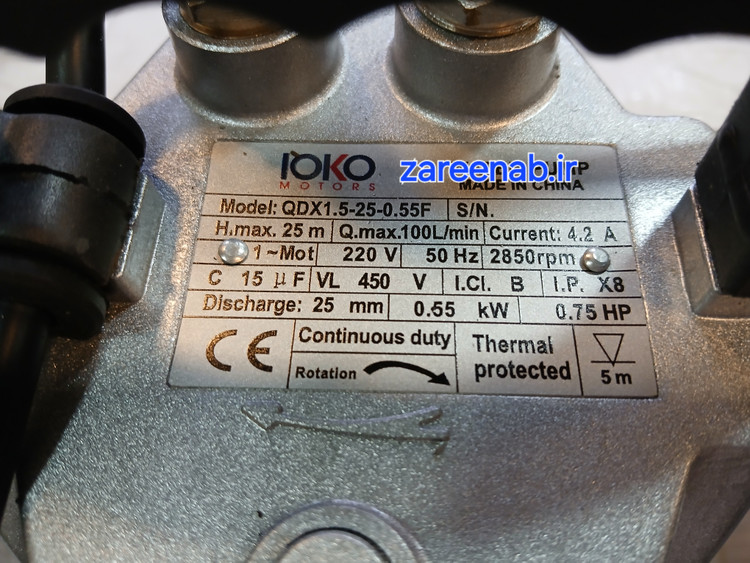 IOKO
MOTORS
zareenab.ir
MADE IN CHINA
Model: QDX1.5-25-0.55F S/N.
H.max. 25 m Q.max.100L/min Current: 4.2 A
1~Mot 220 V 50 Hz 2850rpm
C 15 μF VL 450 V I.Cl. B I.P. X8
Discharge: 25 mm 0.55 kW 0.75 HP
CE Continuous duty Thermal
Rotation protected 5 m